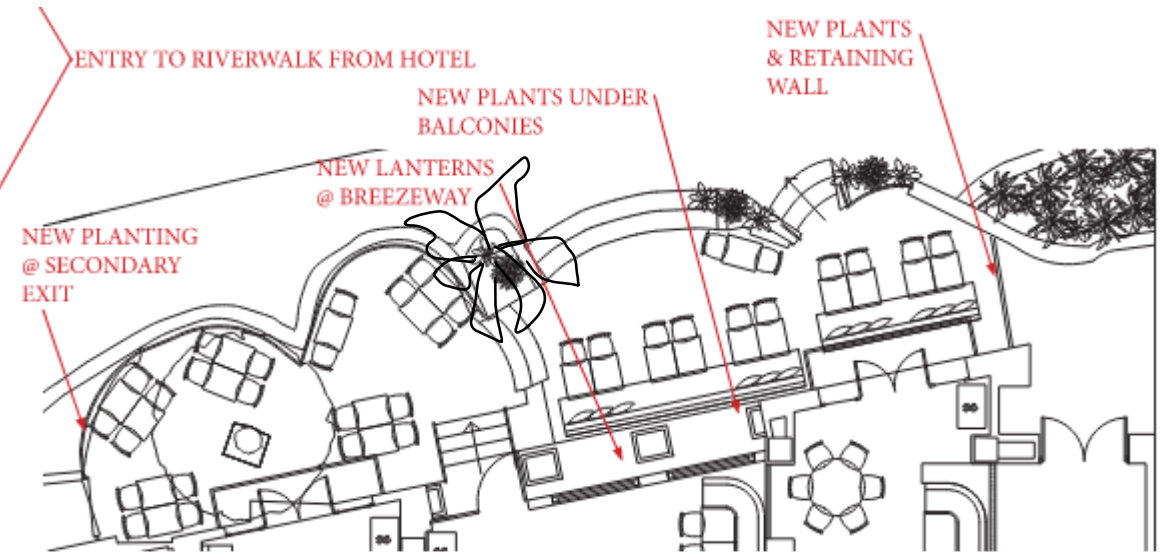 ENTRY TO RIVERWALK FROM HOTEL
NEW PLANTS
& RETAINING
WALL
NEW PLANTS UNDER
BALCONIES
NEW LANTERNS
@ BREEZEWAY
NEW PLANTING
@ SECONDARY
EXIT